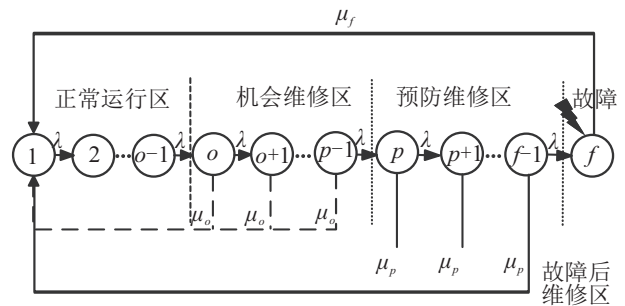 μf
正常运行区 机会维修区 预防维修区 故障
1 λ 2 ... o−1 λ o λ o+1 ... p−1 λ p λ p+1 ... f−1 λ f
μo μo μo
μp μp μp 故障后
维修区